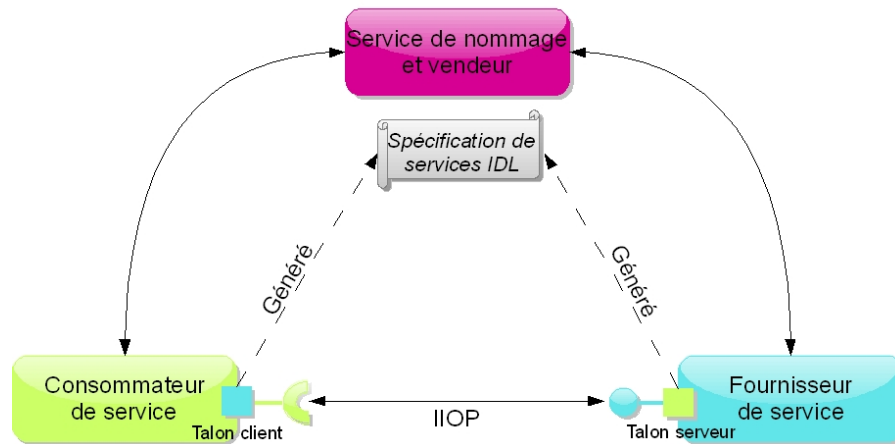 Service de nommage
et vendeur
Spécification de
services IDL
Généré
Généré
Consommateur
de service
Talon client
IIOP
Fournisseur
de service
Talon serveur